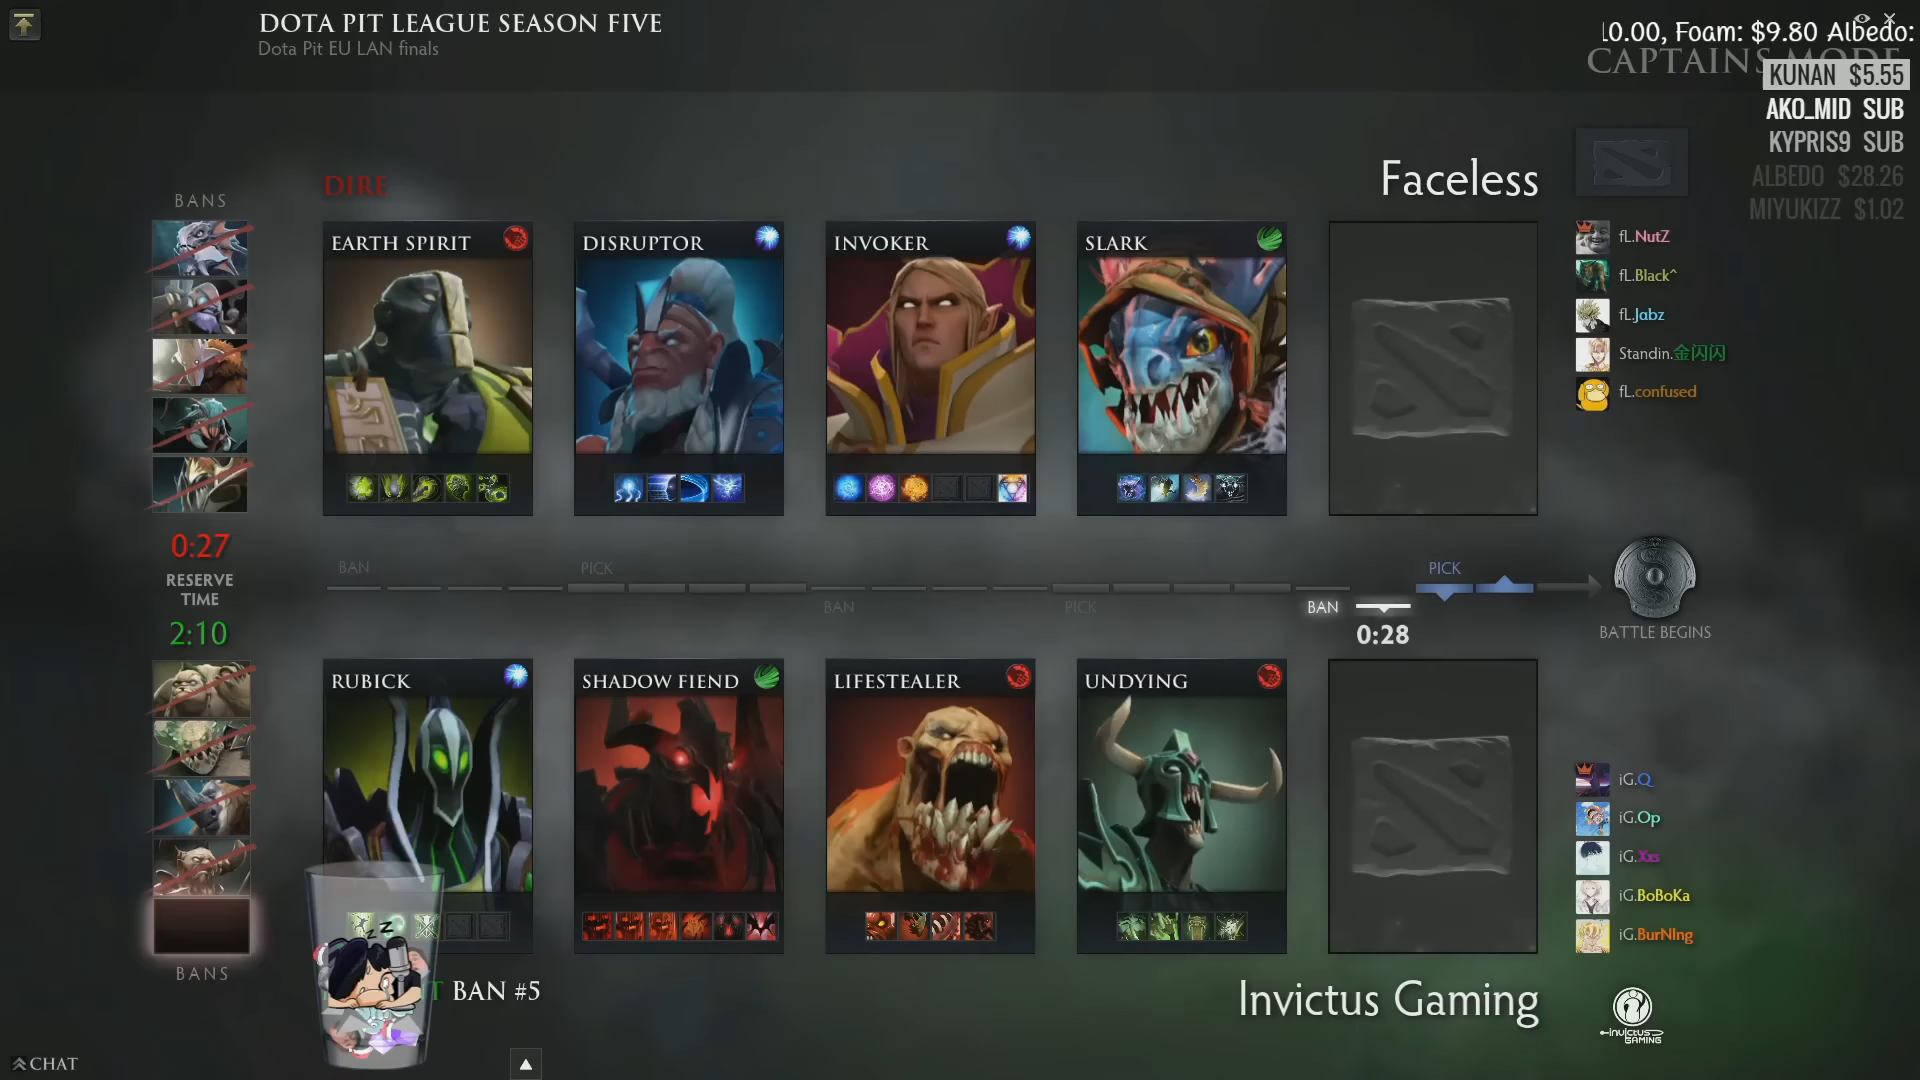 DOTA PIT LEAGUE SEASON FIVE
Dota Pit EU LAN finals
10.00, Foam: $9.80 Albedo:
CAPTAINS MODE
KUNAN $5.55
AKO_MID SUB
KYPRIS9 SUB
ALBEDO $28.26
MIYUKIZZ $1.02
DIRE
Faceless
BANS
EARTH SPIRIT
DISRUPTOR
INVOKER
SLARK
fL.NutZ
fL.Black^
fL.Jabz
Standin.金闪闪
fL.confused
0:27
RESERVE
TIME
2:10
BAN
PICK
BAN
PICK
BAN
0:28
PICK
BATTLE BEGINS
RUBICK
SHADOW FIEND
LIFESTEALER
UNDYING
iG.Q
iG.Op
iG.Xxs
iG.BoBoKa
iG.BurNIng
BANS
T BAN #5
Invictus Gaming
invictus
GAMING
z z
CHAT